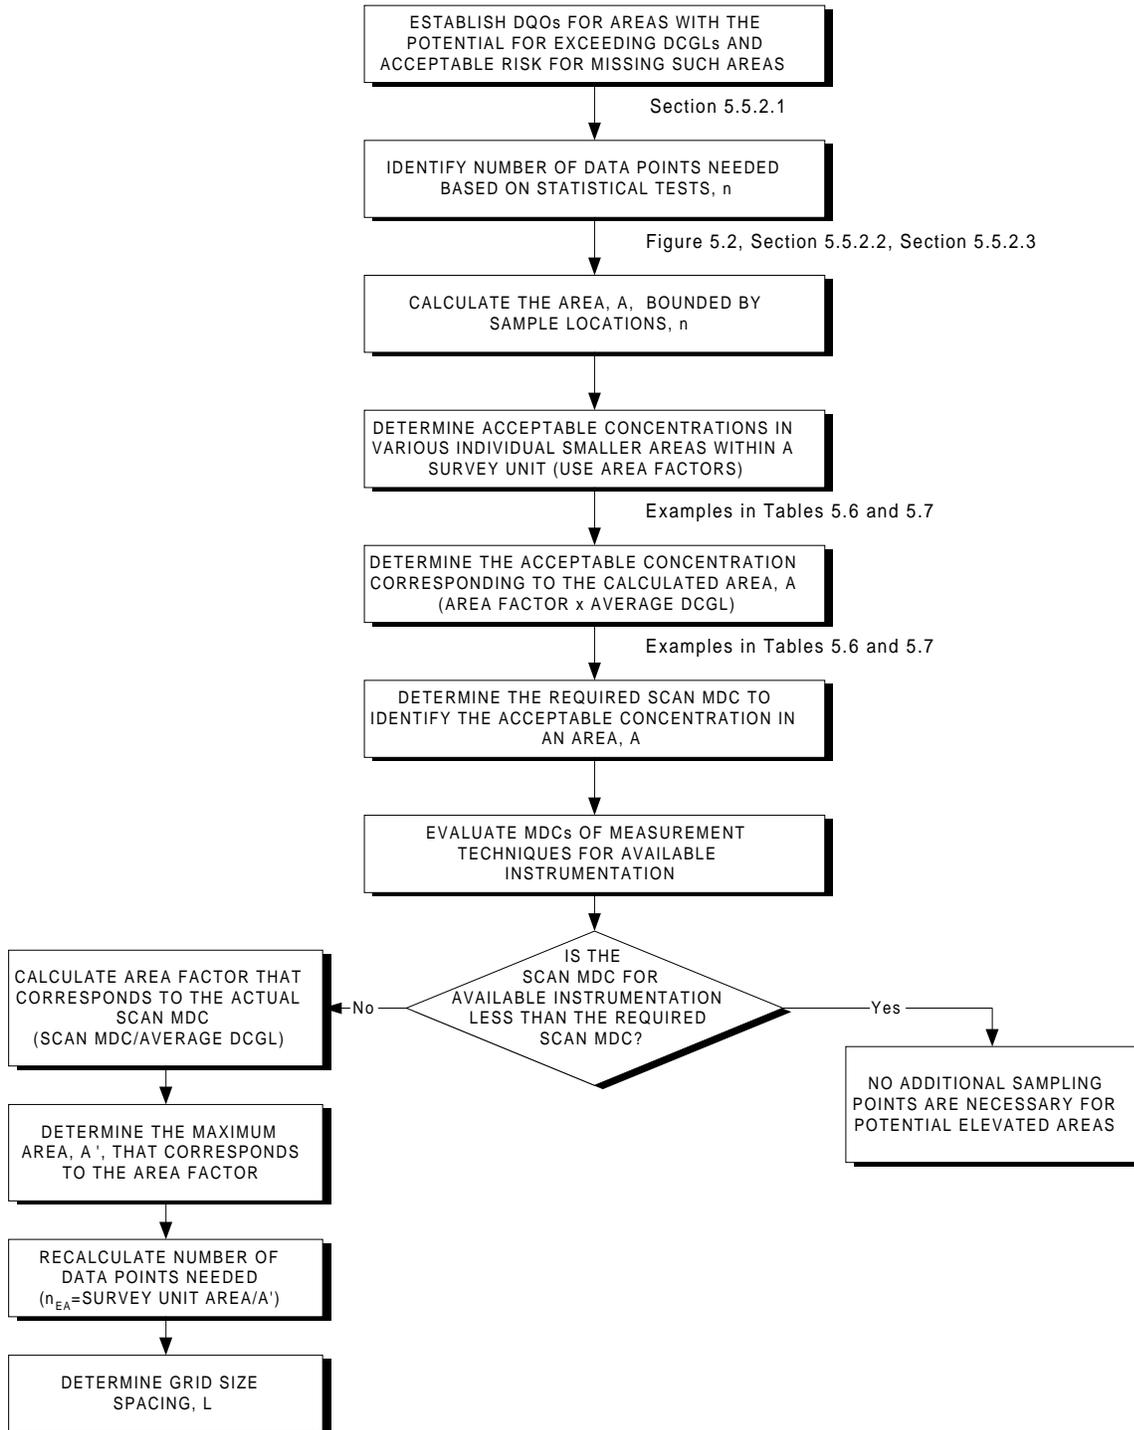 ESTABLISH DQOs FOR AREAS WITH THE
POTENTIAL FOR EXCEEDING DCGLs AND
ACCEPTABLE RISK FOR MISSING SUCH AREAS
Section 5.5.2.1
IDENTIFY NUMBER OF DATA POINTS NEEDED
BASED ON STATISTICAL TESTS, n
Figure 5.2, Section 5.5.2.2, Section 5.5.2.3
CALCULATE THE AREA, A, BOUNDED BY
SAMPLE LOCATIONS, n
DETERMINE ACCEPTABLE CONCENTRATIONS IN
VARIOUS INDIVIDUAL SMALLER AREAS WITHIN A
SURVEY UNIT (USE AREA FACTORS)
Examples in Tables 5.6 and 5.7
DETERMINE THE ACCEPTABLE CONCENTRATION
CORRESPONDING TO THE CALCULATED AREA, A
(AREA FACTOR x AVERAGE DCGL)
Examples in Tables 5.6 and 5.7
DETERMINE THE REQUIRED SCAN MDC TO
IDENTIFY THE ACCEPTABLE CONCENTRATION IN
AN AREA, A
EVALUATE MDCs OF MEASUREMENT
TECHNIQUES FOR AVAILABLE
INSTRUMENTATION
IS THE
SCAN MDC FOR
AVAILABLE INSTRUMENTATION
LESS THAN THE REQUIRED
SCAN MDC?
No
Yes
CALCULATE AREA FACTOR THAT
CORRESPONDS TO THE ACTUAL
SCAN MDC
(SCAN MDC/AVERAGE DCGL)
NO ADDITIONAL SAMPLING
POINTS ARE NECESSARY FOR
POTENTIAL ELEVATED AREAS
DETERMINE THE MAXIMUM
AREA, A', THAT CORRESPONDS
TO THE AREA FACTOR
RECALCULATE NUMBER OF
DATA POINTS NEEDED
(nEA=SURVEY UNIT AREA/A')
DETERMINE GRID SIZE
SPACING, L